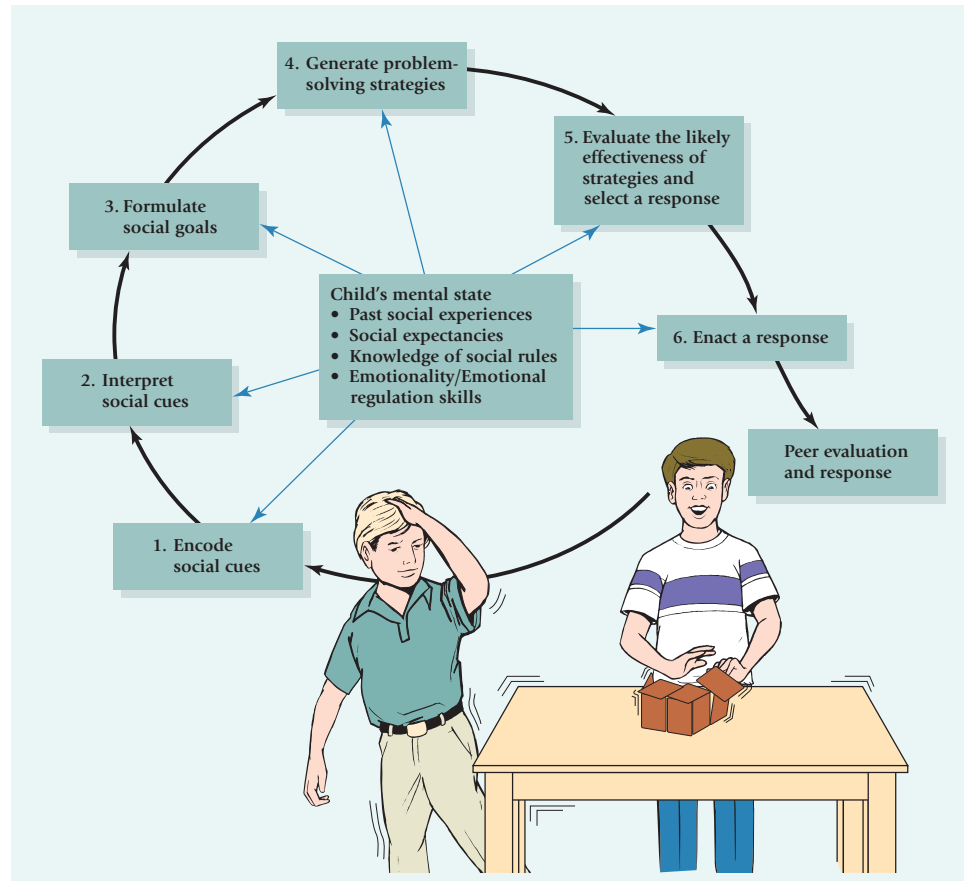 4. Generate problem-
solving strategies
5. Evaluate the likely
effectiveness of
strategies and
select a response
3. Formulate
social goals
Child’s mental state
• Past social experiences
• Social expectancies
• Knowledge of social rules
• Emotionality/Emotional
regulation skills
6. Enact a response
2. Interpret
social cues
Peer evaluation
and response
1. Encode
social cues